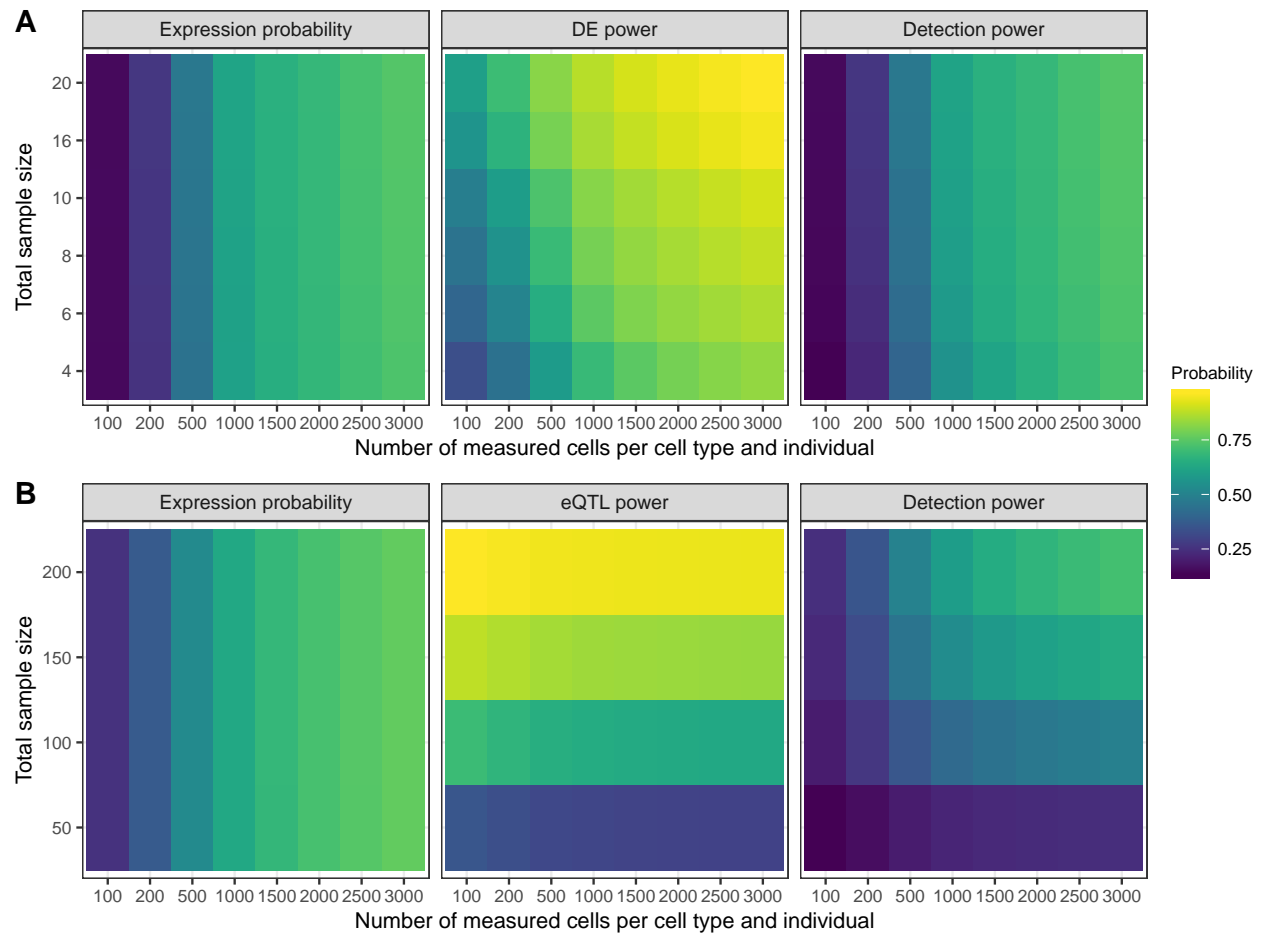 A
Expression probability DE power Detection power
Total sample size
20
16
10
8
6
4
100 200 500 1000 1500 2000 2500 3000 100 200 500 1000 1500 2000 2500 3000 100 200 500 1000 1500 2000 2500 3000
Number of measured cells per cell type and individual
Probability
0.75
0.50
0.25
B
Expression probability eQTL power Detection power
Total sample size
200
150
100
50
100 200 500 1000 1500 2000 2500 3000 100 200 500 1000 1500 2000 2500 3000 100 200 500 1000 1500 2000 2500 3000
Number of measured cells per cell type and individual